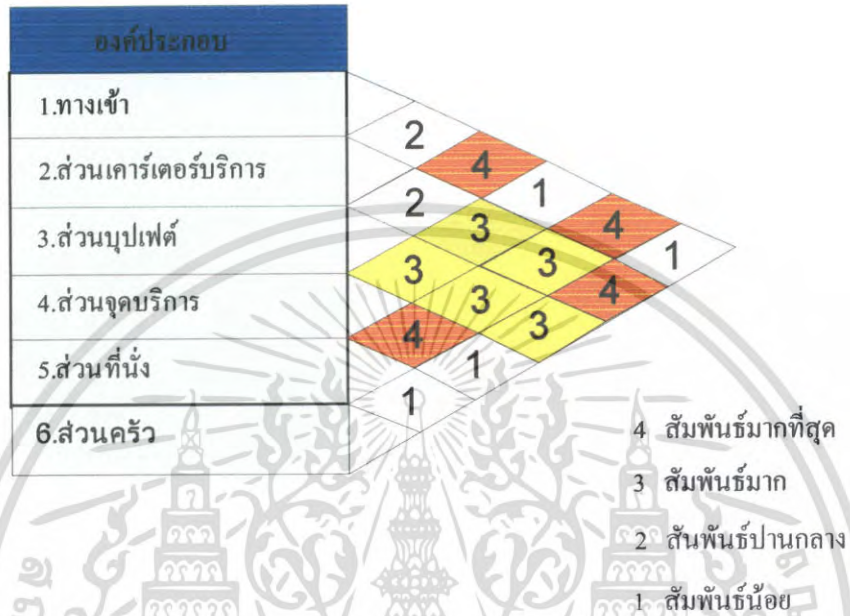 องค์ประกอบ
1.ทางเข้า
2
4
2.ส่วนเคาร์เตอร์บริการ
1
2
3 4
3.ส่วนบุปเฟต์
3 3 1
3 4
4.ส่วนจุดบริการ
4 3
5.ส่วนที่นั่ง
1
1
6.ส่วนครัว
4 สัมพันธ์มากที่สุด
3 สัมพันธ์มาก
2 สันพันธ์ปานกลาง
1 สัมพันธ์น้อย